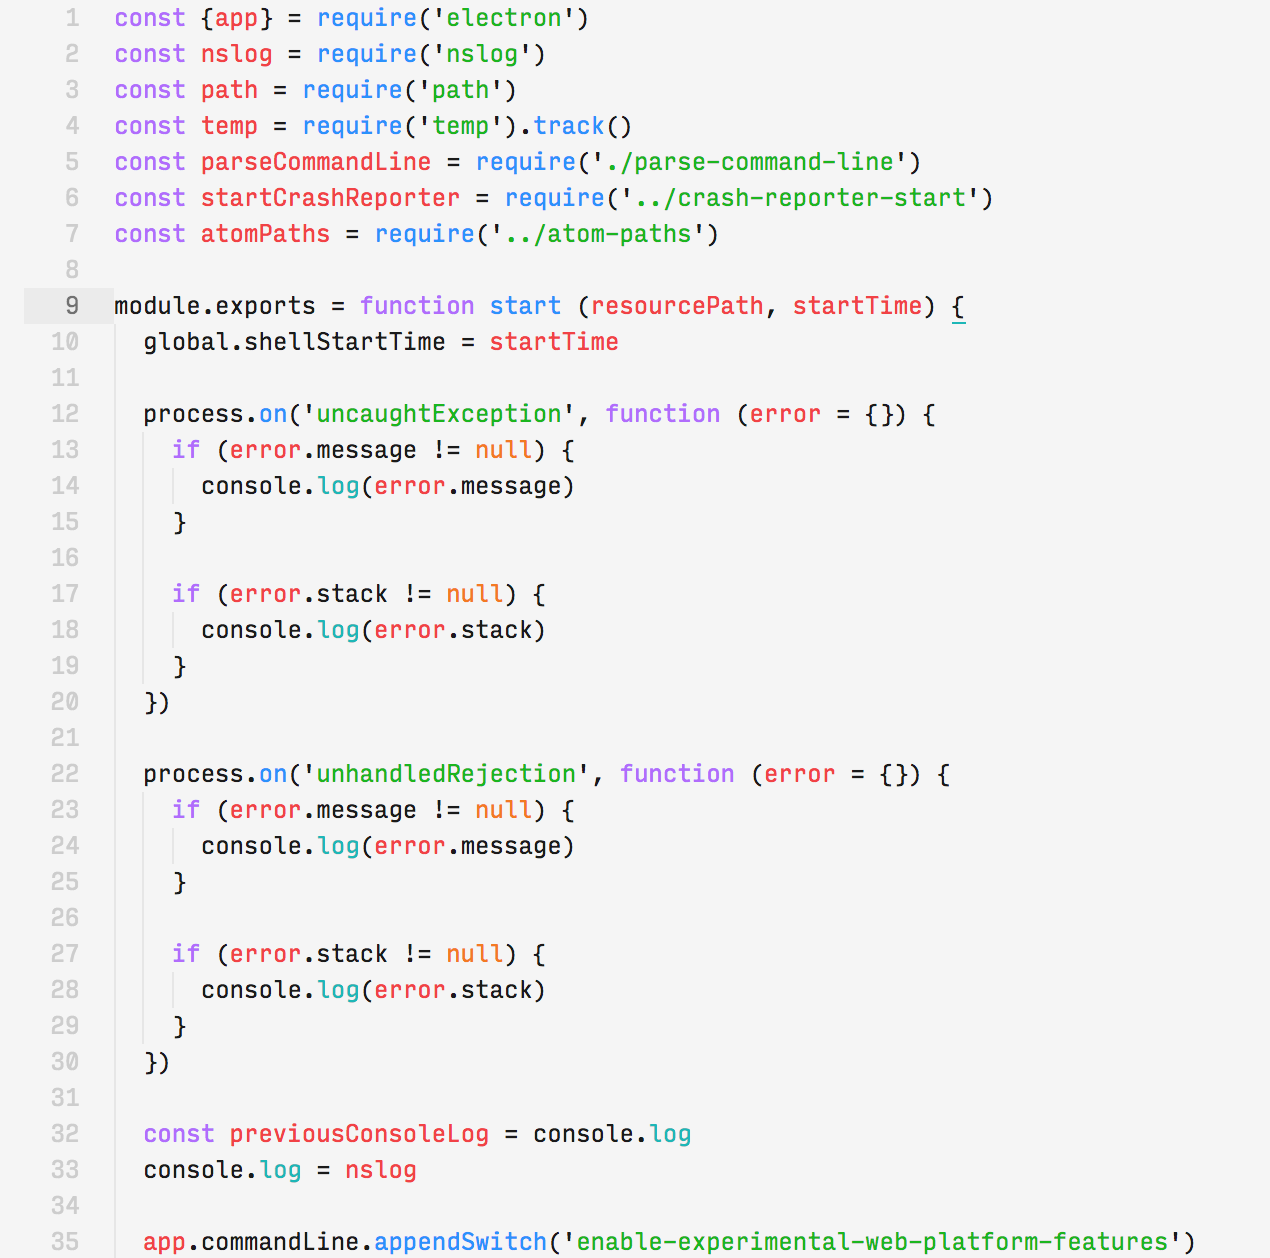 1 const {app} = require('electron')
2 const nslog = require('nslog')
3 const path = require('path')
4 const temp = require('temp').track()
5 const parseCommandLine = require('./parse-command-line')
6 const startCrashReporter = require('../crash-reporter-start')
7 const atomPaths = require('../atom-paths')
8
9 module.exports = function start (resourcePath, startTime) {
10   global.shellStartTime = startTime
11
12   process.on('uncaughtException', function (error = {}) {
13     if (error.message != null) {
14       console.log(error.message)
15     }
16
17     if (error.stack != null) {
18       console.log(error.stack)
19     }
20   })
21
22   process.on('unhandledRejection', function (error = {}) {
23     if (error.message != null) {
24       console.log(error.message)
25     }
26
27     if (error.stack != null) {
28       console.log(error.stack)
29     }
30   })
31
32   const previousConsoleLog = console.log
33   console.log = nslog
34
35   app.commandLine.appendSwitch('enable-experimental-web-platform-features')